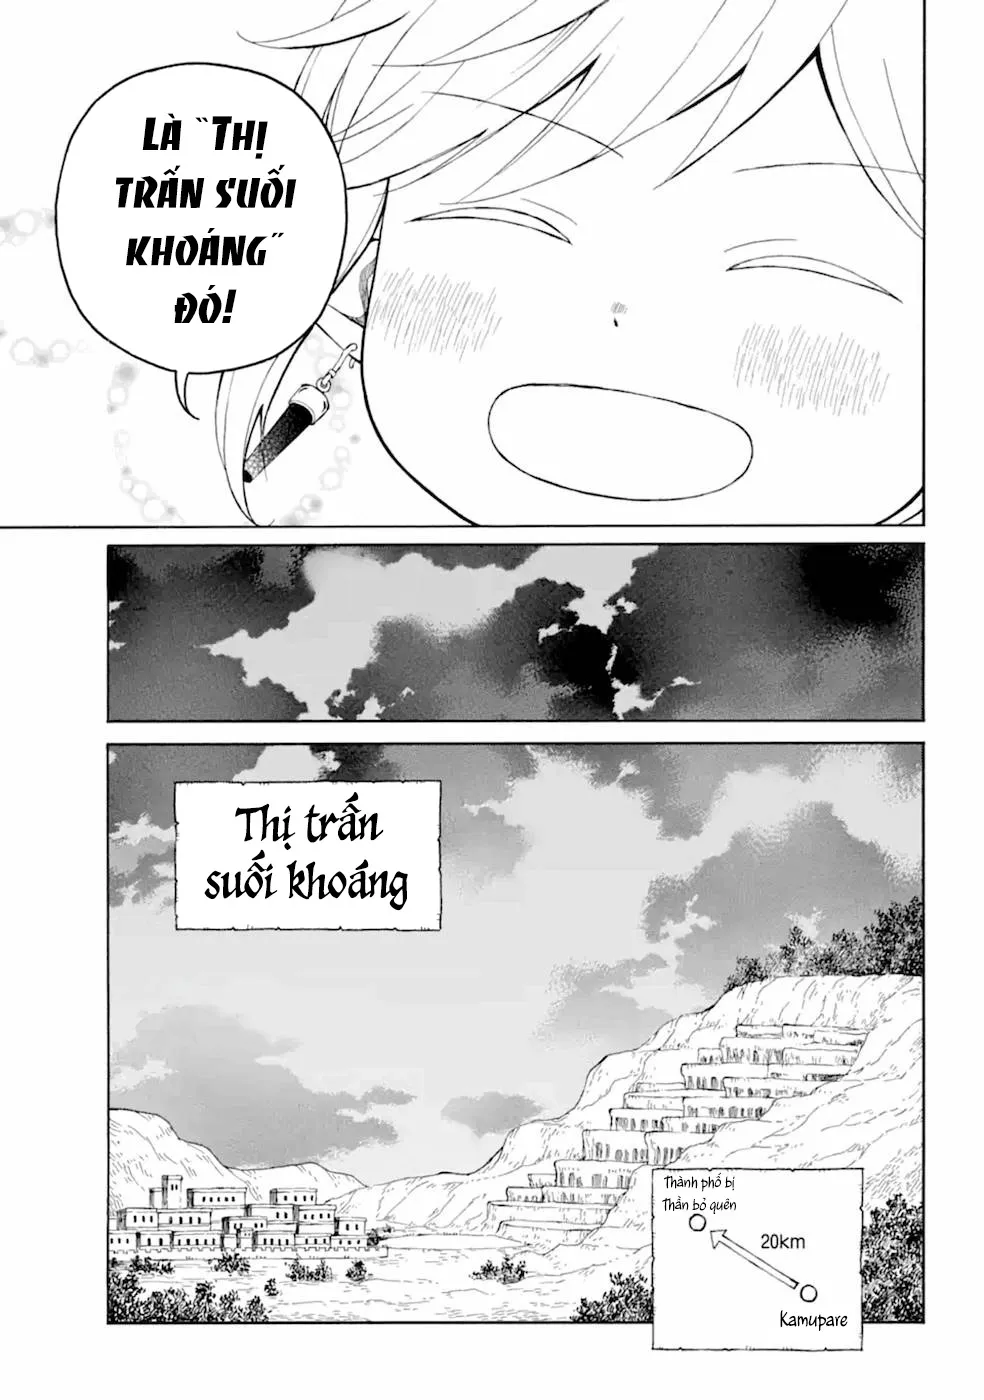 Là "Thị
trấn suối
khoáng"
đó!
Thị trấn
suối khoáng
Thành phố bị
Thần bỏ quên
20km
Kamupare